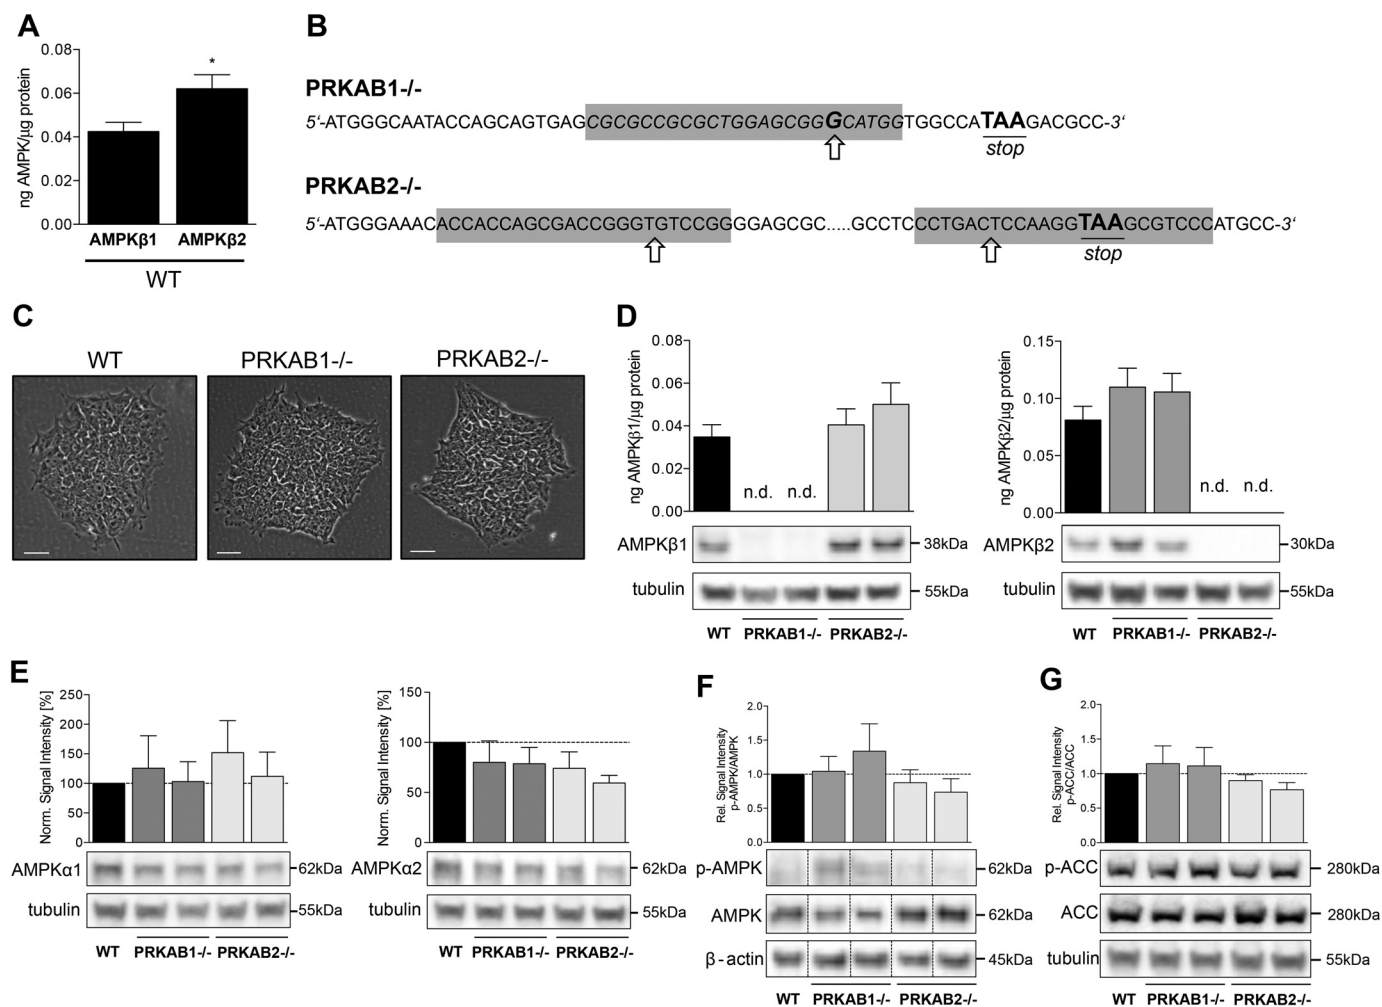 A
0.08
0.06
0.04
0.02
0.00
ng AMPK/µg protein
*
AMPKβ1
AMPKβ2
WT
B
PRKAB1-/-
5‘-ATGGGCAATACCAGCAGTGAGCGCGCCGCGCTGGAGCGGGCATGGTGGCCATAAGACGCC-3‘
stop
PRKAB2-/-
5‘-ATGGGAAACACCACCAGCGACCGGGTGTCCGGGGAGCGC.....GCCTCCCTGACTCCAAGGTAAGCGTCCCATGCC-3‘
stop
C
WT
PRKAB1-/-
PRKAB2-/-
D
0.08
0.06
0.04
0.02
0.00
ng AMPKβ1/µg protein
n.d.
n.d.
AMPKβ1
38kDa
tubulin
55kDa
WT
PRKAB1-/-
PRKAB2-/-
0.15
0.10
0.05
0.00
ng AMPKβ2/µg protein
n.d.
n.d.
AMPKβ2
30kDa
tubulin
55kDa
WT
PRKAB1-/-
PRKAB2-/-
E
250
200
150
100
50
0
Norm. Signal Intensity [%]
AMPKα1
62kDa
tubulin
55kDa
WT
PRKAB1-/-
PRKAB2-/-
150
100
50
0
Norm. Signal Intensity [%]
AMPKα2
62kDa
tubulin
55kDa
WT
PRKAB1-/-
PRKAB2-/-
F
2.0
1.5
1.0
0.5
0.0
Rel. Signal Intensity
p-AMPK/AMPK
p-AMPK
62kDa
AMPK
62kDa
β-actin
45kDa
WT
PRKAB1-/-
PRKAB2-/-
G
2.0
1.5
1.0
0.5
0.0
Rel. Signal Intensity
p-ACC/ACC
p-ACC
280kDa
ACC
280kDa
tubulin
55kDa
WT
PRKAB1-/-
PRKAB2-/-